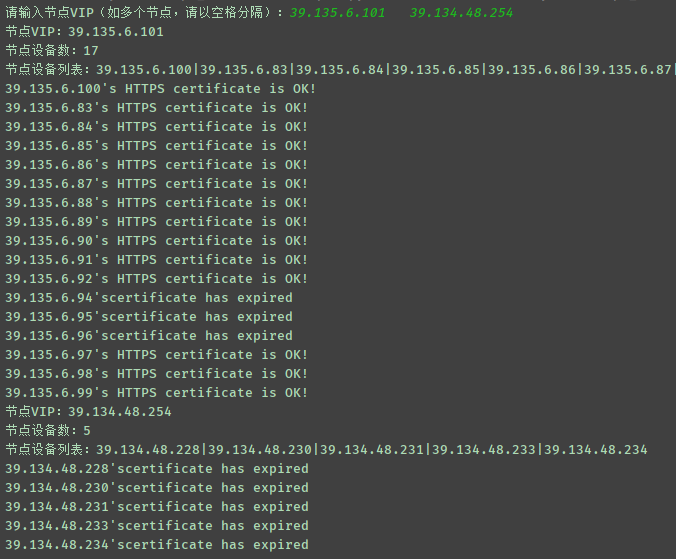 请输入节点VIP（如多个节点，请以空格分隔）：39.135.6.101   39.134.48.254
节点VIP：39.135.6.101
节点设备数：17
节点设备列表：39.135.6.100|39.135.6.83|39.135.6.84|39.135.6.85|39.135.6.86|39.135.6.87|
39.135.6.100's HTTPS certificate is OK!
39.135.6.83's HTTPS certificate is OK!
39.135.6.84's HTTPS certificate is OK!
39.135.6.85's HTTPS certificate is OK!
39.135.6.86's HTTPS certificate is OK!
39.135.6.87's HTTPS certificate is OK!
39.135.6.88's HTTPS certificate is OK!
39.135.6.89's HTTPS certificate is OK!
39.135.6.90's HTTPS certificate is OK!
39.135.6.91's HTTPS certificate is OK!
39.135.6.92's HTTPS certificate is OK!
39.135.6.94'scertificate has expired
39.135.6.95'scertificate has expired
39.135.6.96'scertificate has expired
39.135.6.97's HTTPS certificate is OK!
39.135.6.98's HTTPS certificate is OK!
39.135.6.99's HTTPS certificate is OK!
节点VIP：39.134.48.254
节点设备数：5
节点设备列表：39.134.48.228|39.134.48.230|39.134.48.231|39.134.48.233|39.134.48.234
39.134.48.228'scertificate has expired
39.134.48.230'scertificate has expired
39.134.48.231'scertificate has expired
39.134.48.233'scertificate has expired
39.134.48.234'scertificate has expired